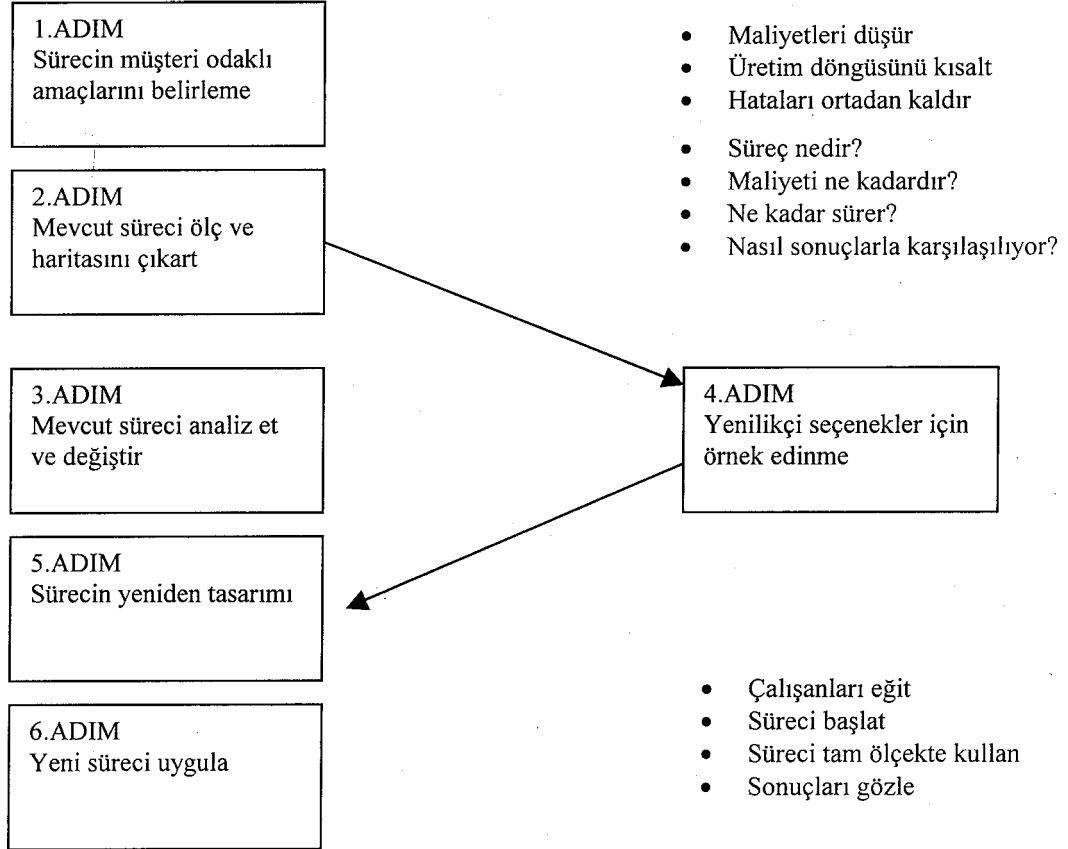 1.ADIM
Sürecin müşteri odaklı
amaçlarını belirleme
• Maliyetleri düşür
• Üretim döngüsünü kısalt
• Hataları ortadan kaldır
2.ADIM
Mevcut süreci ölç ve
haritasını çıkart
• Süreç nedir?
• Maliyeti ne kadardır?
• Ne kadar sürer?
• Nasıl sonuçlarla karşılaşılıyor?
3.ADIM
Mevcut süreci analiz et
ve değiştir
4.ADIM
Yenilikçi seçenekler için
örnek edinme
5.ADIM
Sürecin yeniden tasarımı
6.ADIM
Yeni süreci uygula
• Çalışanları eğit
• Süreci başlat
• Süreci tam ölçekte kullan
• Sonuçları gözle